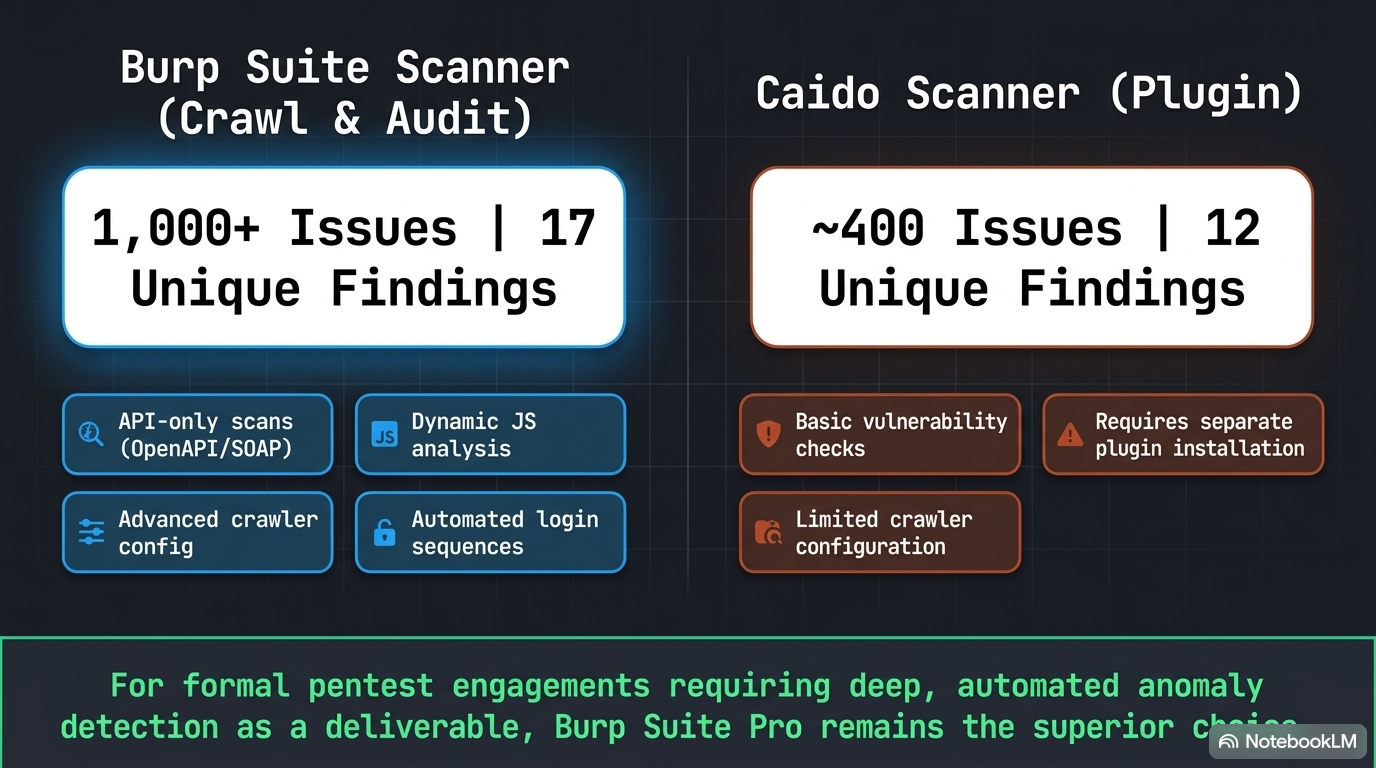 Burp Suite Scanner
(Crawl & Audit)
1,000+ Issues | 17
Unique Findings
API-only scans
(OpenAPI/SOAP)
JS
Dynamic JS
analysis
Advanced crawler
config
Automated login
sequences
Caido Scanner (Plugin)
~400 Issues | 12
Unique Findings
Basic vulnerability
checks
Requires separate
plugin installation
Limited crawler
configuration
For formal pentest engagements requiring deep, automated anomaly
detection as a deliverable, Burp Suite Pro remains the superior choice
NotebookLM